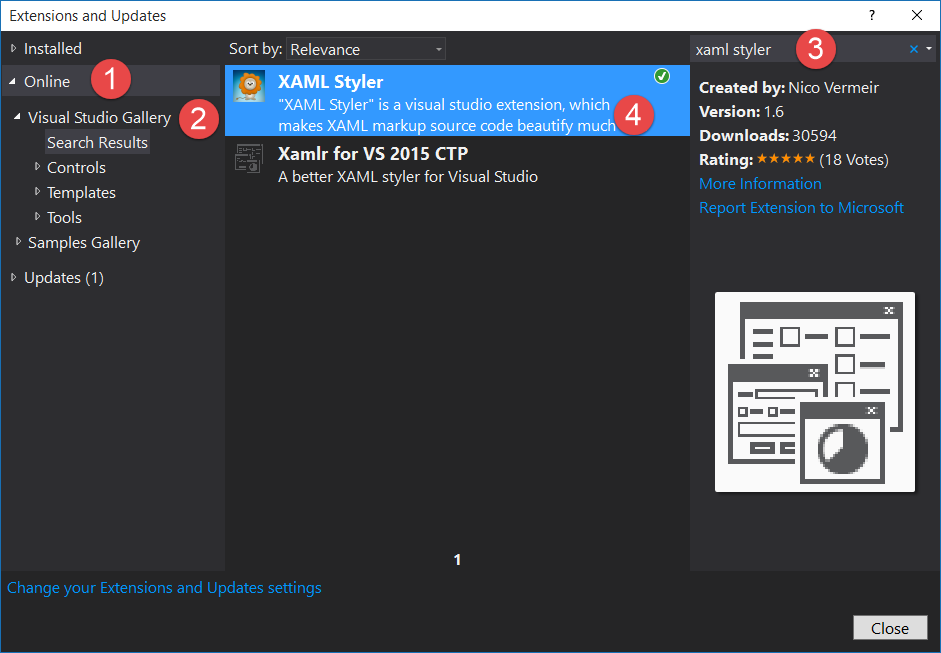 Extensions and Updates
?
Installed
Online
1
Visual Studio Gallery
2
Search Results
Controls
Templates
Tools
Samples Gallery
Updates (1)
Sort by: Relevance
XAML Styler
"XAML Styler" is a visual studio extension, which
makes XAML markup source code beautify much
4
Xamlr for VS 2015 CTP
A better XAML styler for Visual Studio
1
xaml styler
3
Created by: Nico Vermeir
Version: 1.6
Downloads: 30594
Rating: ★★★★★ (18 Votes)
More Information
Report Extension to Microsoft
Change your Extensions and Updates settings
Close